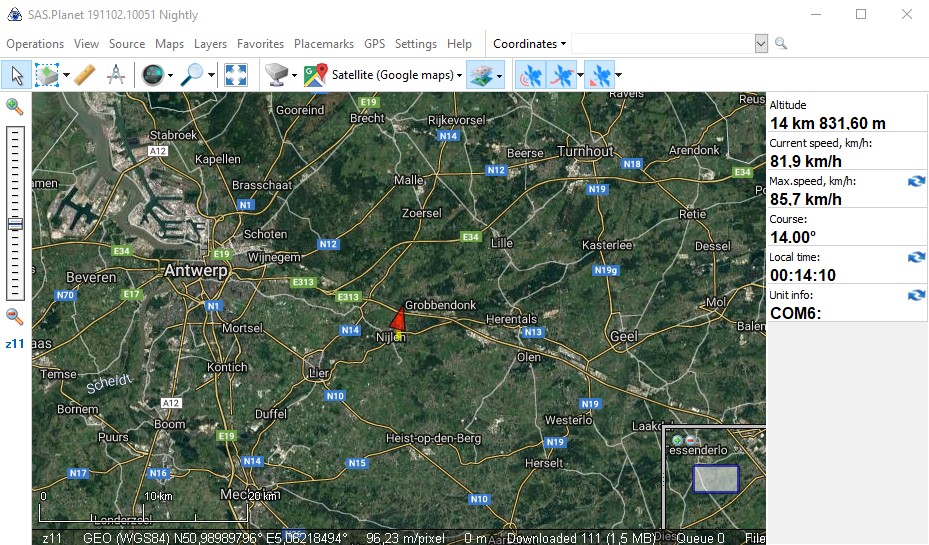 SAS.Planet 191102.10051 Nightly
Operations View Source Maps Layers Favorites Placemarks GPS Settings Help Coordinates
Satellite (Google maps)
Altitude
14 km 831,60 m
Current speed, km/h:
81,9 km/h
Max.speed, km/h:
85,7 km/h
Course:
14.00°
Local time:
00:14:10
Unit info:
COM6:
z11
E19 Ravels
Gooreind Brecht Rijkevorsel Reus
Stabroek N14
A12 Beerse Turnhout Arendonk
Kapellen N12 N18 E34
amen Brasschaat Malle N19
N1 Zoersel Retie
Schoten N12 E34 Lille Kasterlee Dessel
E34 E19 Wijnegem
Antwerp N19g
Beveren E313
N70 E17 N1 E313 Grobbendonk Mol
Mortsel N14 Nijlen Herentals N13 Geel Balen
aas Kontich Olen
Temse Lier
Scheldt N10
Bornem A12 Duffel N19
Puurs Boom E19 Westerlo Laak
Heist-op-den-Berg N19 essenderlo
N17 N16 N14 N15 Herselt
Mechelen N10
0 10 km 20 km
Londerzeel
z11 GEO (WGS84) N50,98989796° E5,06218494° 96,23 m/pixel 0 m Downloaded 111 (1,5 MB) Queue 0 File